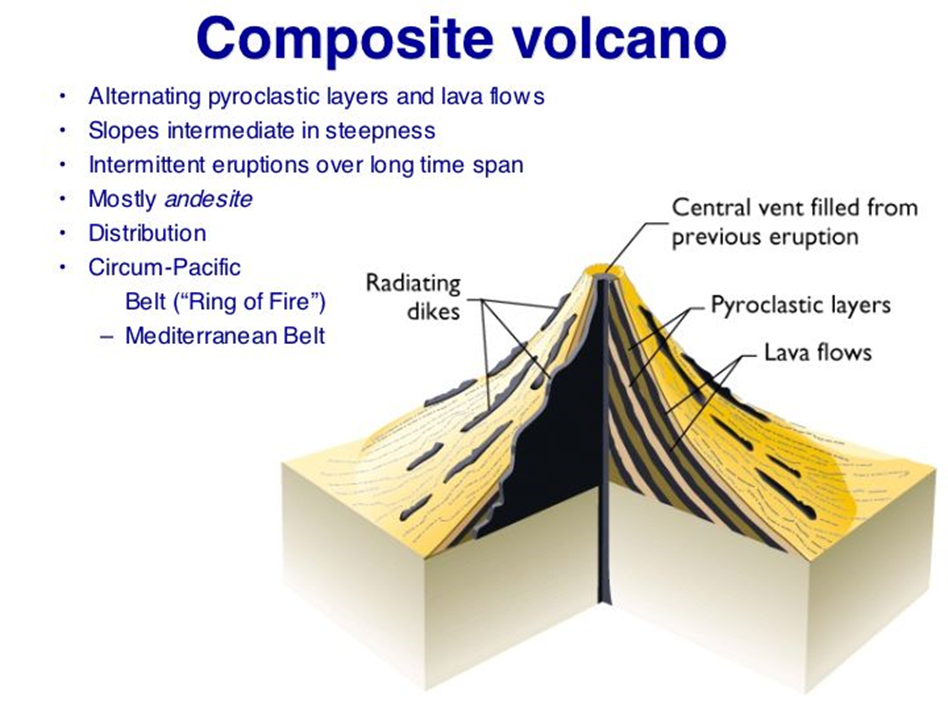 Composite volcano
• Alternating pyroclastic layers and lava flows
• Slopes intermediate in steepness
• Intermittent eruptions over long time span
• Mostly andesite
• Distribution
• Circum-Pacific
Belt (“Ring of Fire”)
– Mediterranean Belt
Central vent filled from
previous eruption
Radiating
dikes
Pyroclastic layers
Lava flows